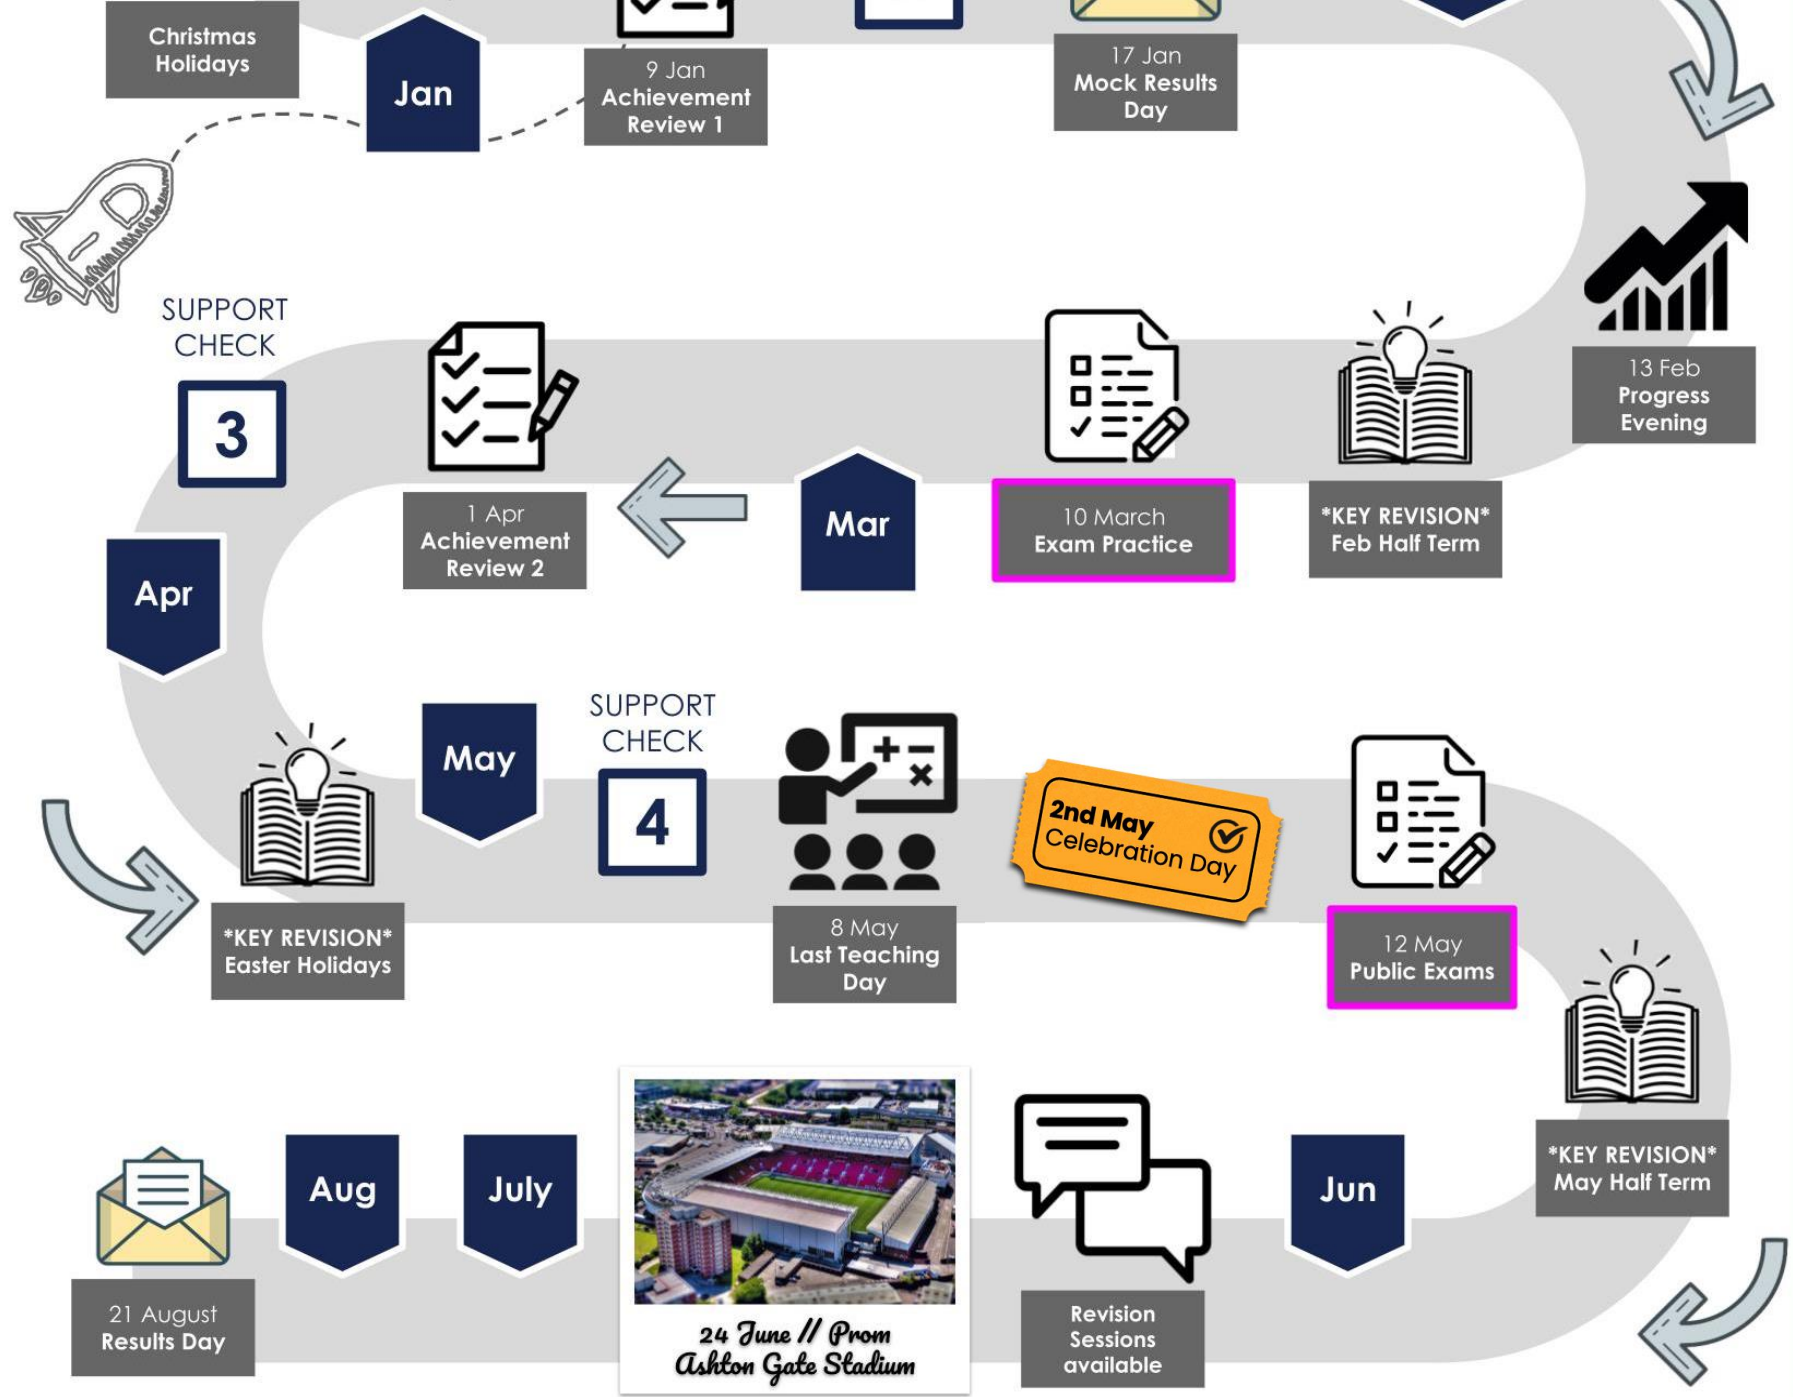 Christmas
Holidays
Jan
9 Jan
Achievement
Review 1
17 Jan
Mock Results
Day
13 Feb
Progress
Evening
*KEY REVISION*
Feb Half Term
10 March
Exam Practice
Mar
1 Apr
Achievement
Review 2
SUPPORT
CHECK
3
Apr
*KEY REVISION*
Easter Holidays
May
SUPPORT
CHECK
4
8 May
Last Teaching
Day
2nd May
Celebration Day
12 May
Public Exams
*KEY REVISION*
May Half Term
Jun
Revision
Sessions
available
24 June // Prom
Ashton Gate Stadium
July
Aug
21 August
Results Day